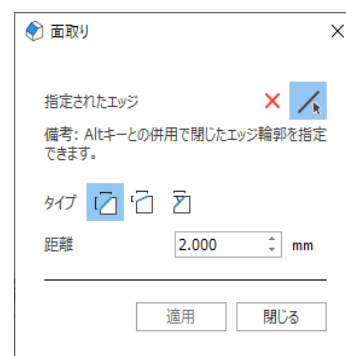 面取り
指定されたエッジ
備考: Altキーとの併用で閉じたエッジ輪郭を指定
できます。
タイプ
距離 2.000 mm
適用 閉じる